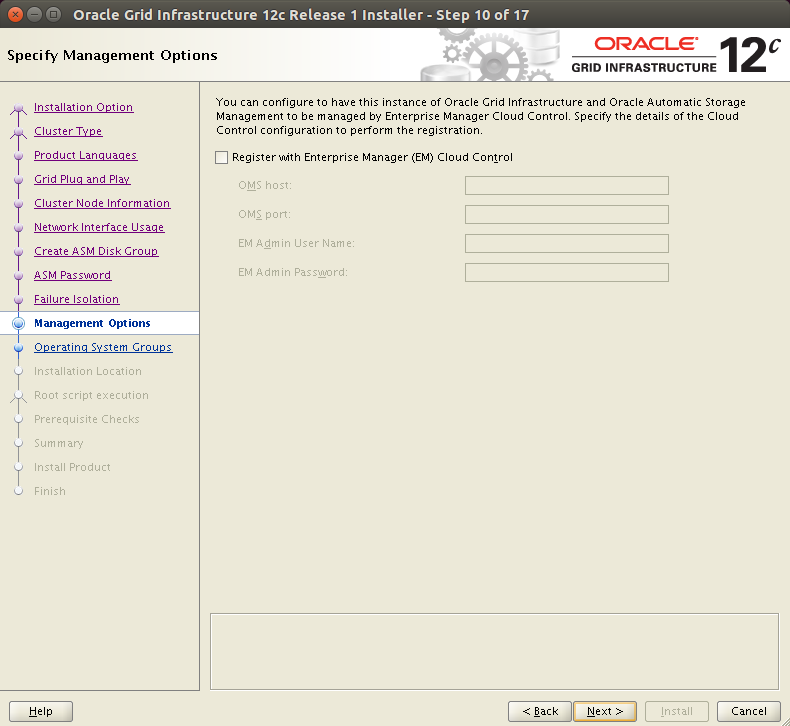 Oracle Grid Infrastructure 12c Release 1 Installer - Step 10 of 17
Specify Management Options
ORACLE
GRID INFRASTRUCTURE
12c
Installation Option
Cluster Type
Product Languages
Grid Plug and Play
Cluster Node Information
Network Interface Usage
Create ASM Disk Group
ASM Password
Failure Isolation
Management Options
Operating System Groups
Installation Location
Root script execution
Prerequisite Checks
Summary
Install Product
Finish
You can configure to have this instance of Oracle Grid Infrastructure and Oracle Automatic Storage
Management to be managed by Enterprise Manager Cloud Control. Specify the details of the Cloud
Control configuration to perform the registration.
Register with Enterprise Manager (EM) Cloud Control
OMS host:
OMS port:
EM Admin User Name:
EM Admin Password:
Help
< Back
Next >
Install
Cancel